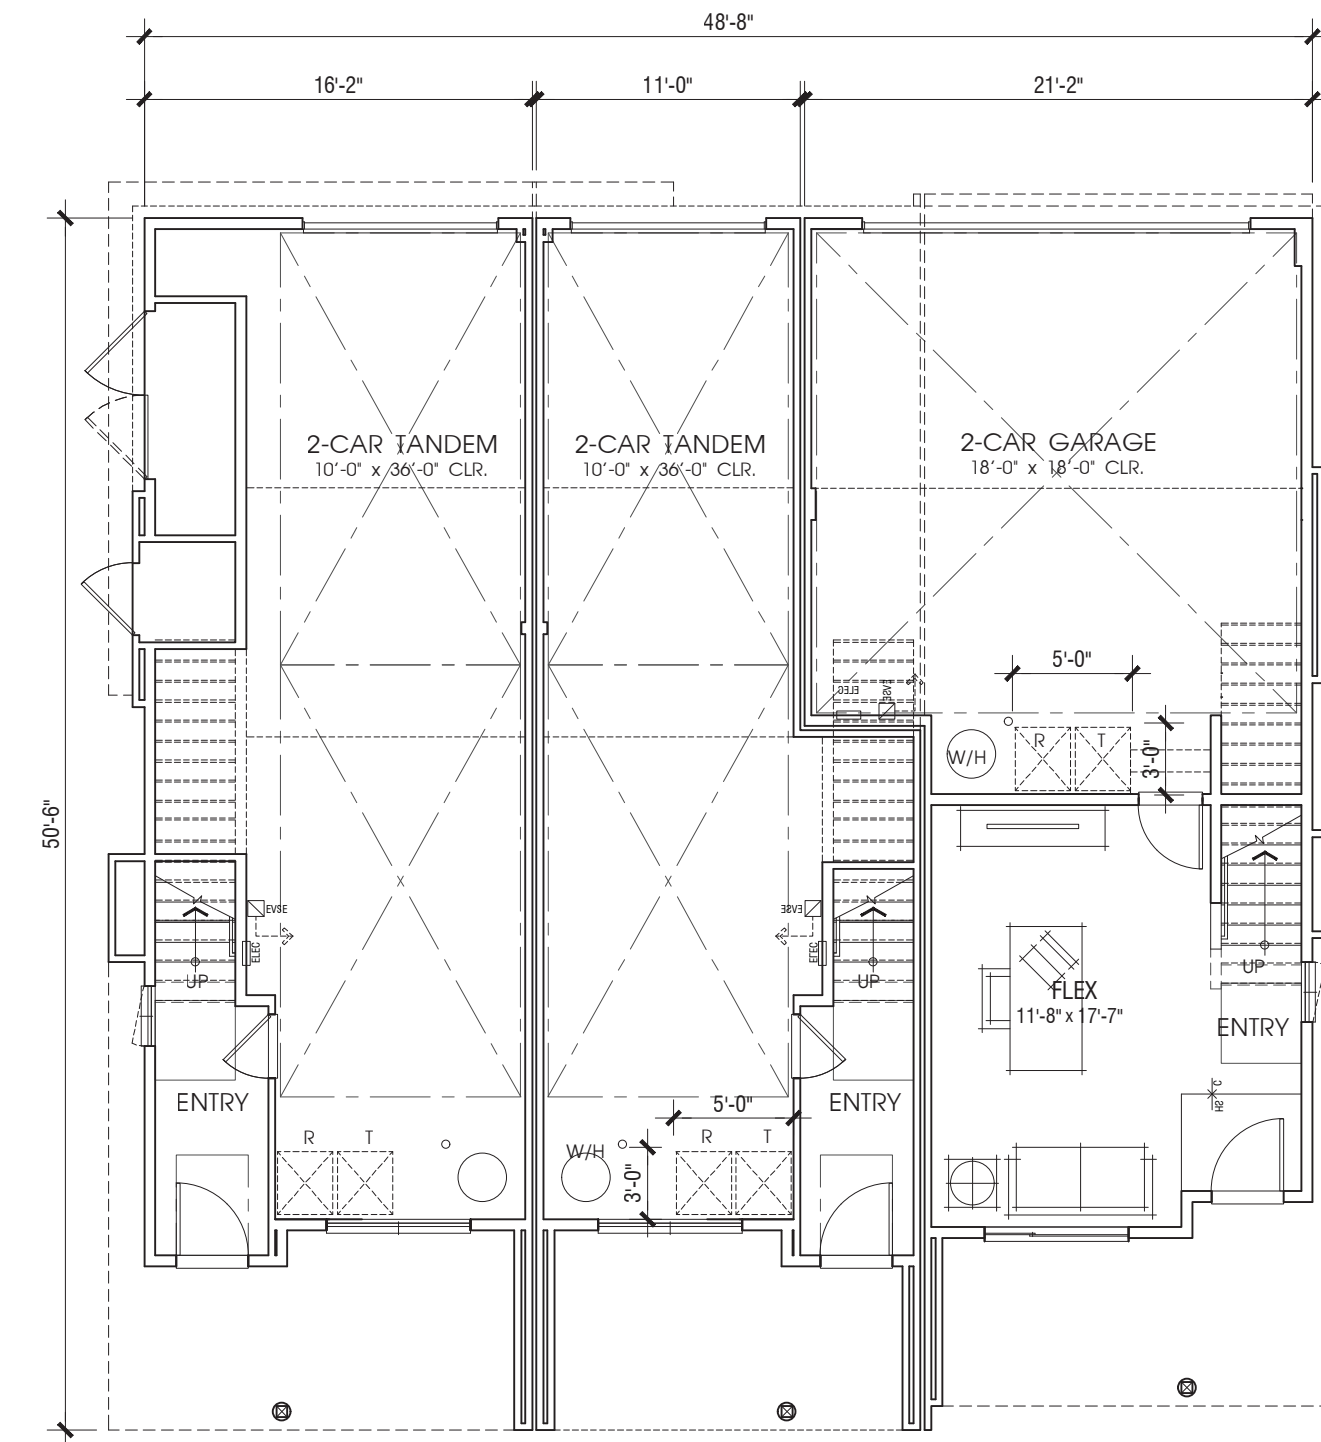 48'-8"
16'-2"
11'-0"
21'-2"
2-CAR TANDEM
10'-0" x 36'-0" CLR.
2-CAR TANDEM
10'-0" x 36'-0" CLR.
2-CAR GARAGE
18'-0" x 18'-0" CLR.
5'-0"
ELEC
EVSE
W/H
R
T
3'-0"
50'-6"
EVSE
ELEC
UP
EVSE
ELEC
UP
FLEX
11'-8" x 17'-7"
UP
ENTRY
C
HS
ENTRY
5'-0"
ENTRY
R
T
W/H
3'-0"
R
T